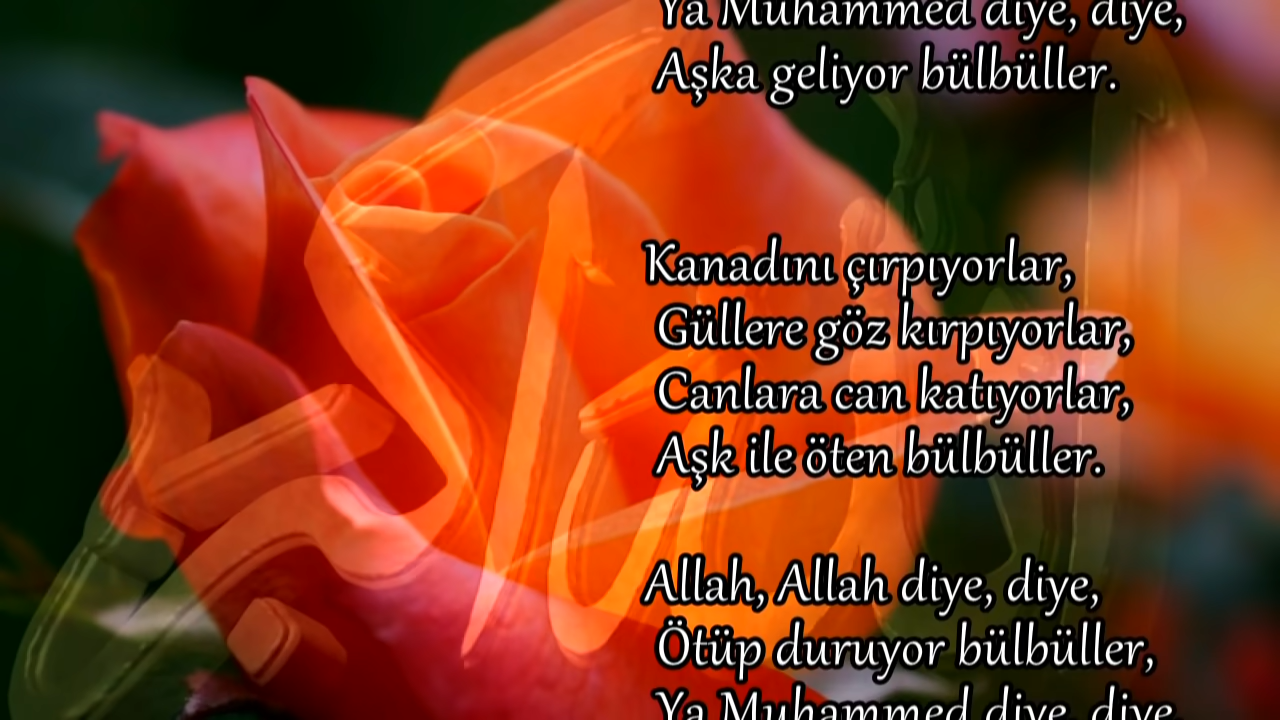 Ya Muhammed diye, diye,
Aşka geliyor bülbüller.
Kanadını çırpıyorlar,
Güllere göz kırpıyorlar,
Canlara can katıyorlar,
Aşk ile öten bülbüller.
Allah, Allah diye, diye,
Ötüp duruyor bülbüller,
Ya Muhammed diye, diye